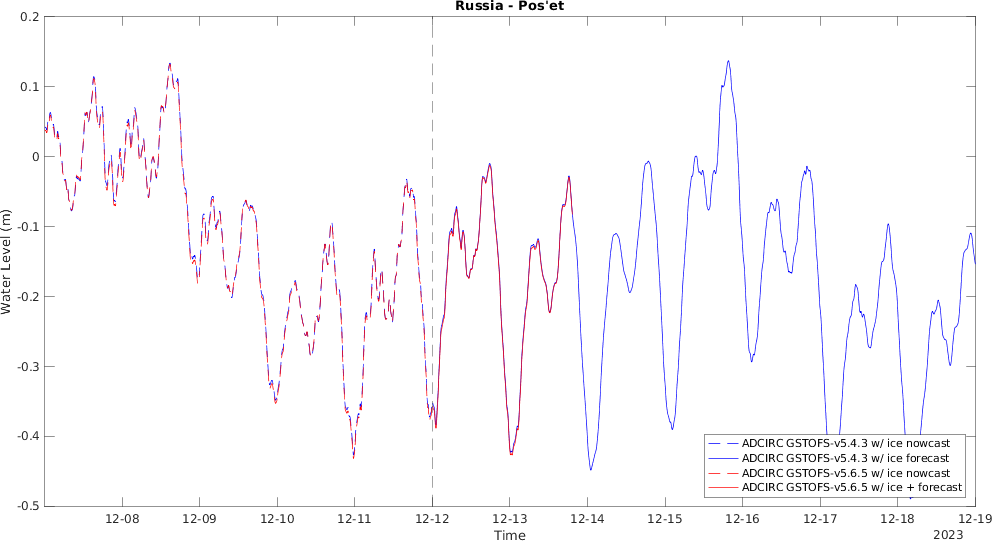 Russia - Pos'et
0.2
0.1
0
-0.1
-0.2
-0.3
-0.4
-0.5
Water Level (m)
ADCIRC GSTOFS-v5.4.3 w/ ice nowcast
ADCIRC GSTOFS-v5.4.3 w/ ice forecast
ADCIRC GSTOFS-v5.6.5 w/ ice nowcast
ADCIRC GSTOFS-v5.6.5 w/ ice + forecast
12-08 12-09 12-10 12-11 12-12 12-13 12-14 12-15 12-16 12-17 12-18 12-19
Time
2023